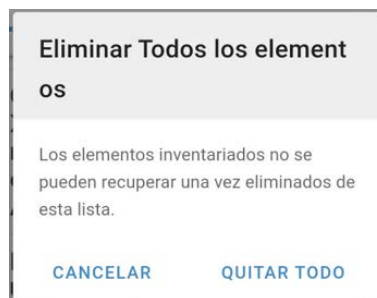 Eliminar Todos los element
os
Los elementos inventariados no se
pueden recuperar una vez eliminados de
esta lista.
CANCELAR QUITAR TODO